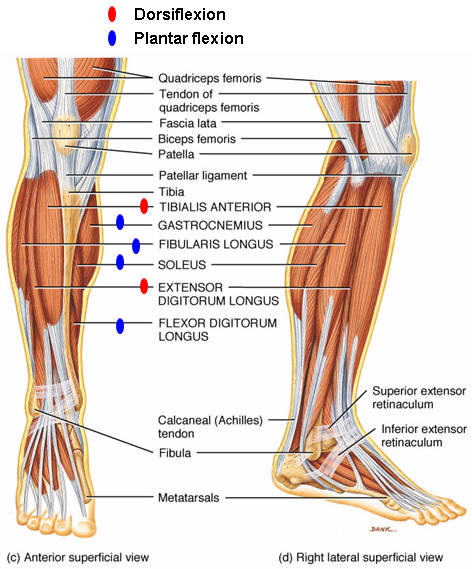 Dorsiflexion
Plantar flexion
Quadriceps femoris
Tendon of
quadriceps femoris
Fascia lata
Biceps femoris
Patella
Patellar ligament
Tibia
TIBIALIS ANTERIOR
GASTROCNEMIUS
FIBULARIS LONGUS
SOLEUS
EXTENSOR
DIGITORUM LONGUS
FLEXOR DIGITORUM
LONGUS
Superior extensor
retinaculum
Calcaneal (Achilles)
tendon
Inferior extensor
retinaculum
Fibula
Metatarsals
DANK
(c) Anterior superficial view
(d) Right lateral superficial view